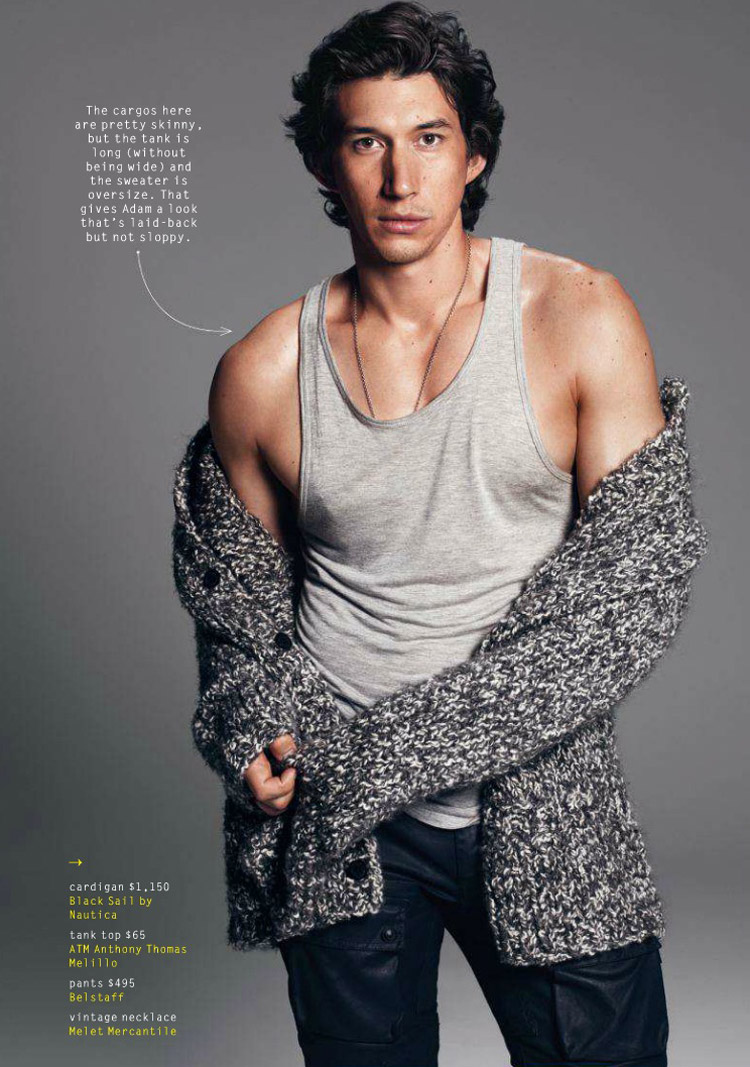 The cargos here
are pretty skinny,
but the tank is
long (without
being wide) and
the sweater is
oversize. That
gives Adam a look
that's laid-back
but not sloppy.
→
cardigan $1,150
Black Sail by
Nautica
tank top $65
ATM Anthony Thomas
Melillo
pants $495
Belstaff
vintage necklace
Melet Mercantile